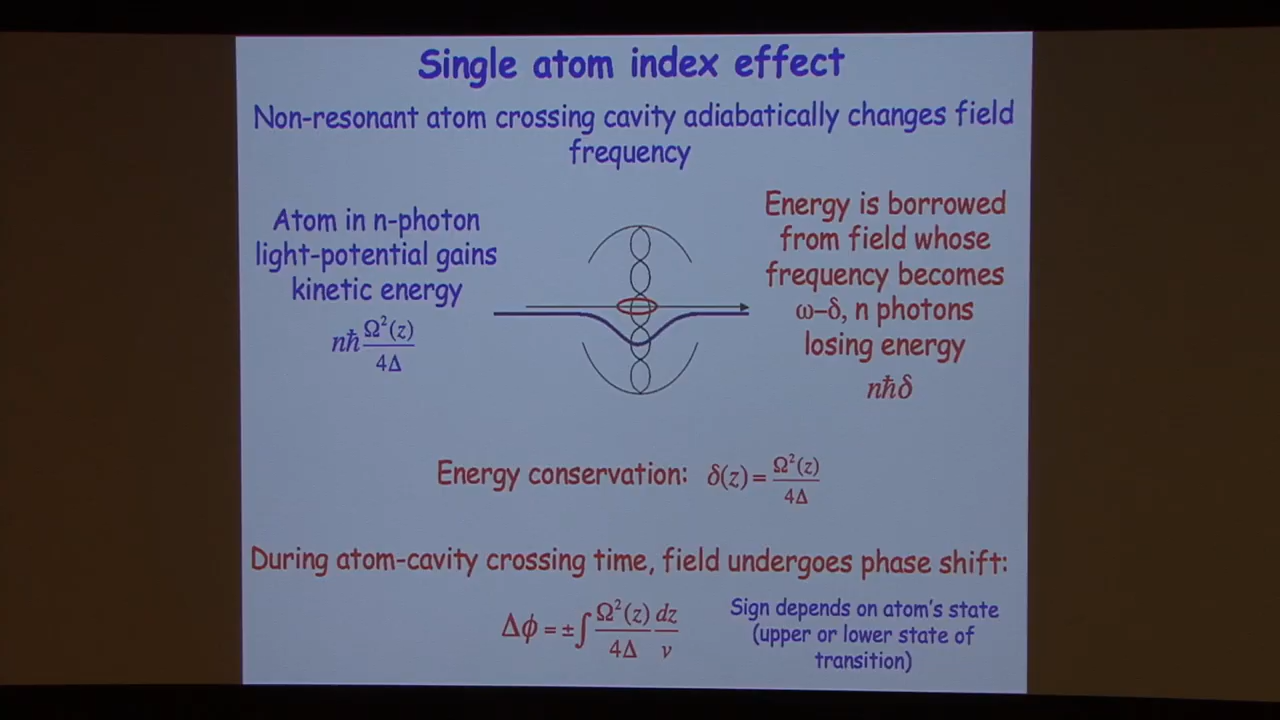 Single atom index effect
Non-resonant atom crossing cavity adiabatically changes field
frequency
Atom in n-photon
light-potential gains
kinetic energy
nħ Ω²(z)/4Δ
Energy is borrowed
from field whose
frequency becomes
ω–δ, n photons
losing energy
nħδ
Energy conservation: δ(z) = Ω²(z)/4Δ
During atom-cavity crossing time, field undergoes phase shift:
Δϕ = ±∫ Ω²(z)/4Δ dz/v
Sign depends on atom's state
(upper or lower state of
transition)